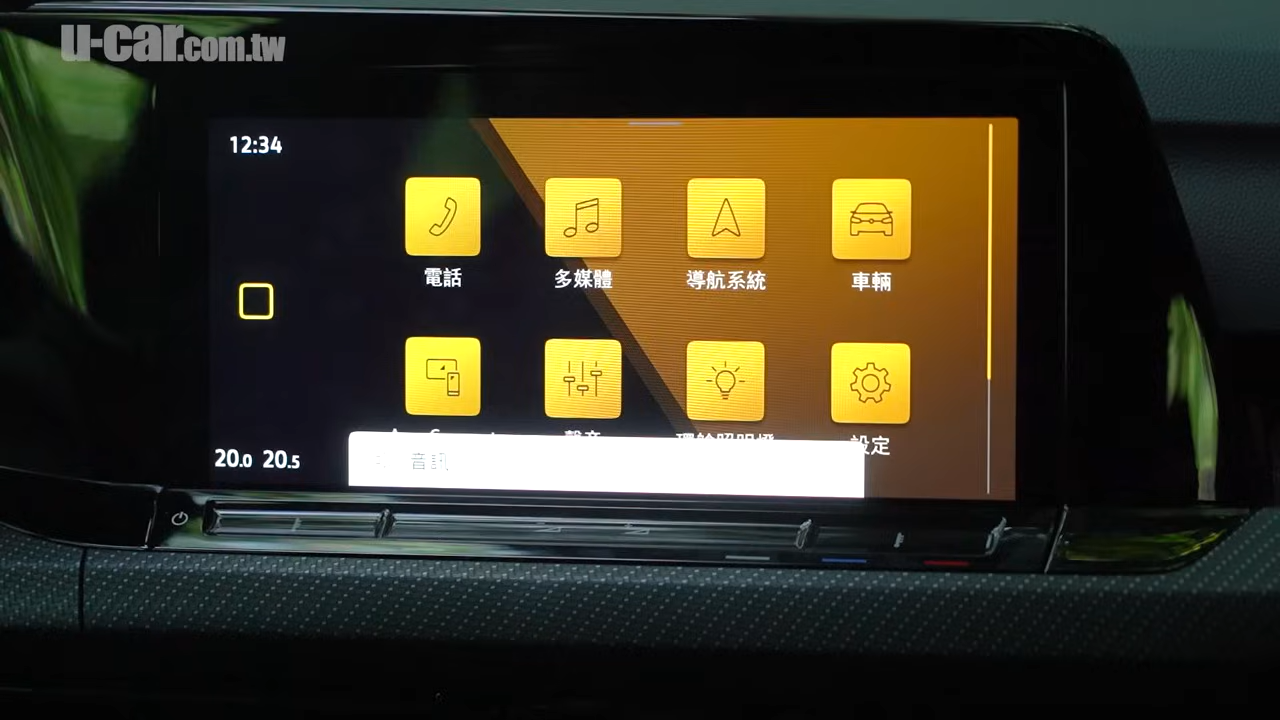 u-car.com.tw
12:34
電話 多媒體 導航系統 車輛
設定
音訊
20.0 20.5